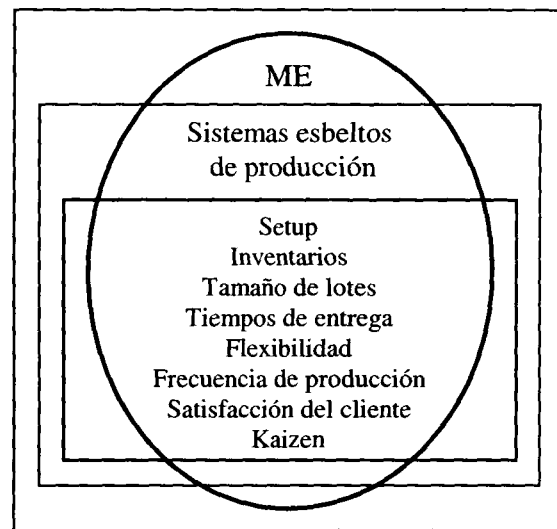 ME
Sistemas esbeltos
de producción
Setup
Inventarios
Tamaño de lotes
Tiempos de entrega
Flexibilidad
Frecuencia de producción
Satisfacción del cliente
Kaizen